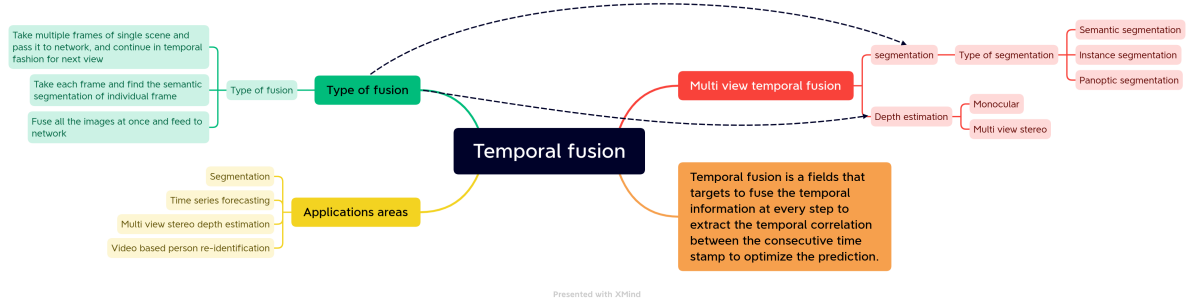 Take multiple frames of single scene and
pass it to network, and continue in temporal
fashion for next view
Take each frame and find the semantic
segmentation of individual frame
Fuse all the images at once and feed to
network
Type of fusion
Type of fusion
Segmentation
Time series forecasting
Multi view stereo depth estimation
Video based person re-identification
Applications areas
Temporal fusion
Multi view temporal fusion
segmentation
Type of segmentation
Semantic segmentation
Instance segmentation
Panoptic segmentation
Depth estimation
Monocular
Multi view stereo
Temporal fusion is a fields that
targets to fuse the temporal
information at every step to
extract the temporal correlation
between the consecutive time
stamp to optimize the prediction.
Presented with XMind